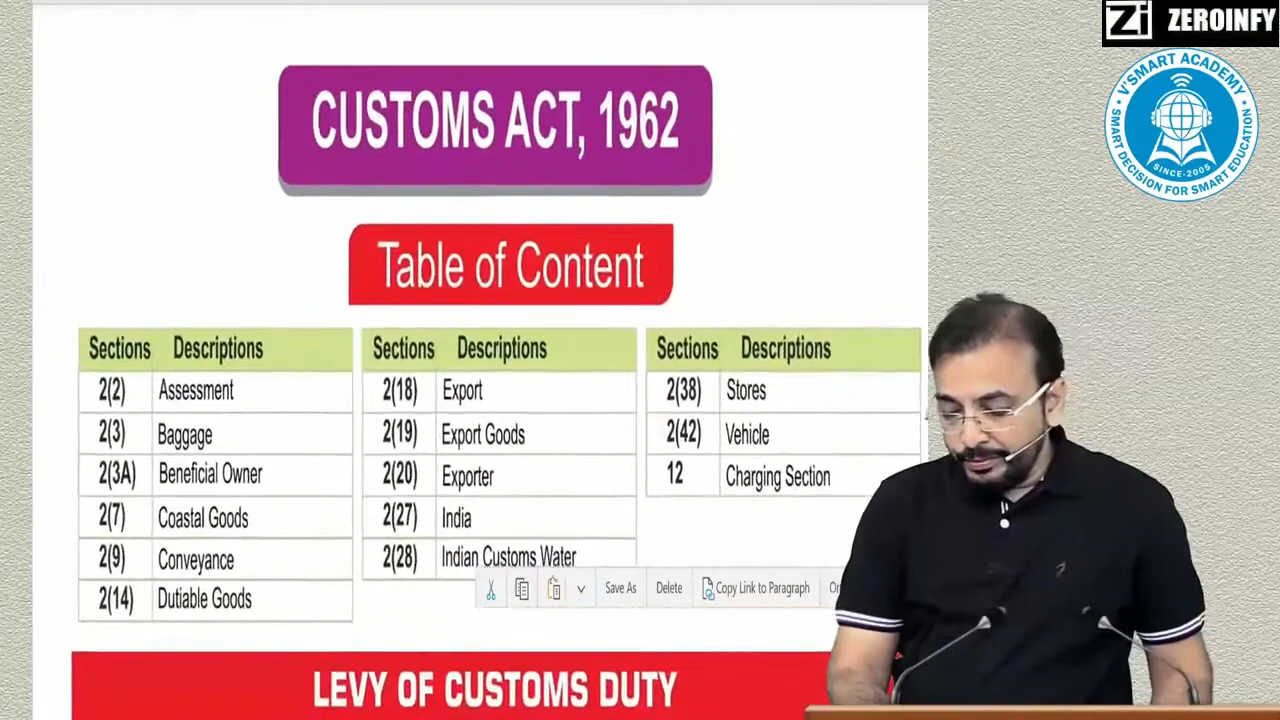 Zi ZEROINFY
V'SMART ACADEMY
SINCE-2005
SMART DECISION FOR SMART EDUCATION
CUSTOMS ACT, 1962
Table of Content
Sections Descriptions
2(2) Assessment
2(3) Baggage
2(3A) Beneficial Owner
2(7) Coastal Goods
2(9) Conveyance
2(14) Dutiable Goods
Sections Descriptions
2(18) Export
2(19) Export Goods
2(20) Exporter
2(27) India
2(28) Indian Customs Water
Sections Descriptions
2(38) Stores
2(42) Vehicle
12 Charging Section
Save As Delete Copy Link to Paragraph
LEVY OF CUSTOMS DUTY